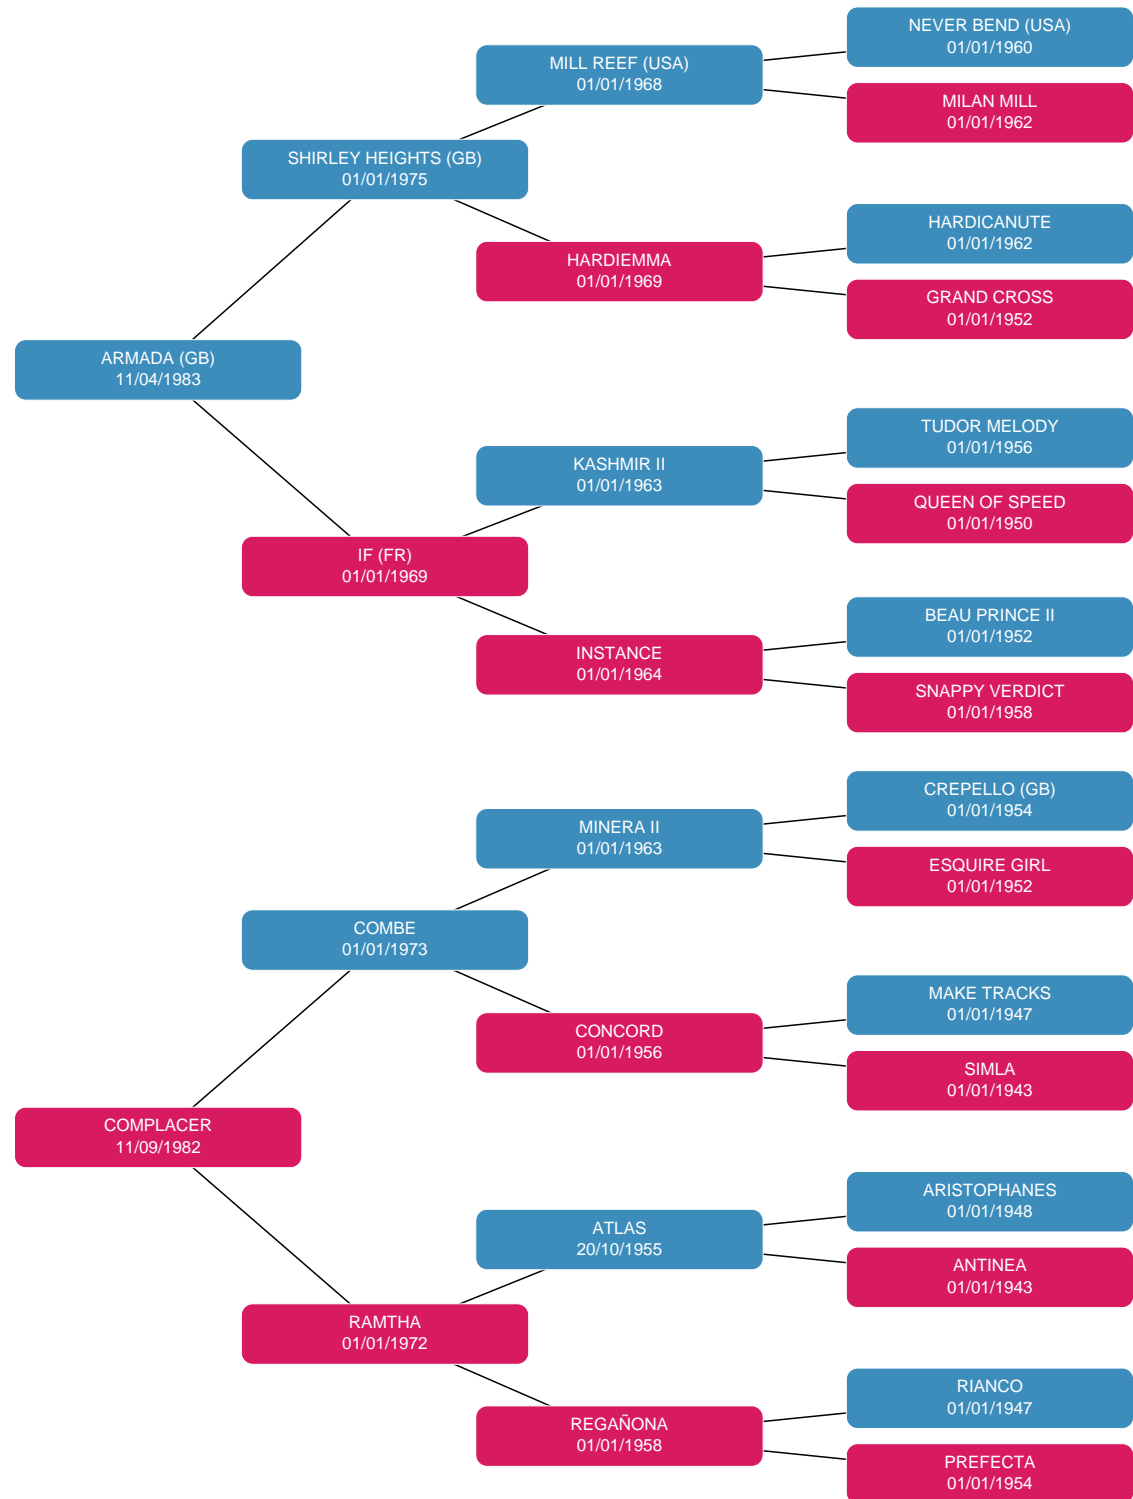 NEVER BEND (USA)
01/01/1960
MILL REEF (USA)
01/01/1968
MILAN MILL
01/01/1962
SHIRLEY HEIGHTS (GB)
01/01/1975
HARDICANUTE
01/01/1962
HARDIEMMA
01/01/1969
GRAND CROSS
01/01/1952
ARMADA (GB)
11/04/1983
TUDOR MELODY
01/01/1956
KASHMIR II
01/01/1963
QUEEN OF SPEED
01/01/1950
IF (FR)
01/01/1969
BEAU PRINCE II
01/01/1952
INSTANCE
01/01/1964
SNAPPY VERDICT
01/01/1958
CREPELLO (GB)
01/01/1954
MINERA II
01/01/1963
ESQUIRE GIRL
01/01/1952
COMBE
01/01/1973
MAKE TRACKS
01/01/1947
CONCORD
01/01/1956
SIMLA
01/01/1943
COMPLACER
11/09/1982
ARISTOPHANES
01/01/1948
ATLAS
20/10/1955
ANTINEA
01/01/1943
RAMTHA
01/01/1972
RIANCO
01/01/1947
REGAÑONA
01/01/1958
PREFECTA
01/01/1954